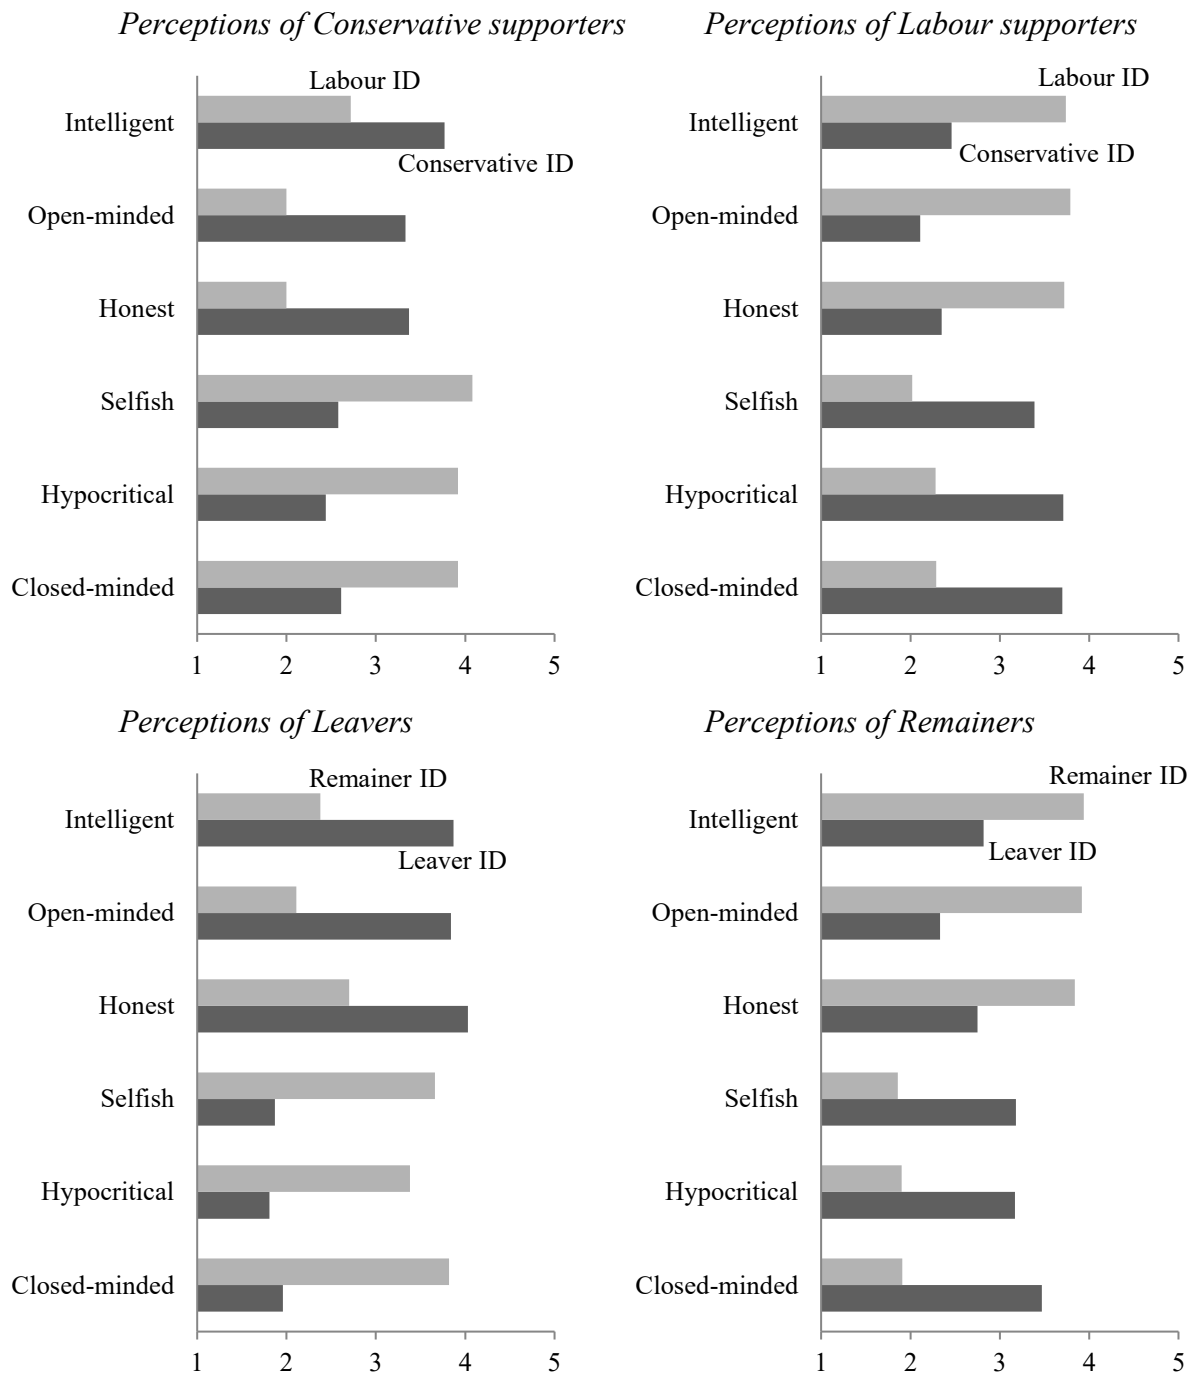 Perceptions of Conservative supporters
Labour ID
Intelligent
Conservative ID
Open-minded
Honest
Selfish
Hypocritical
Closed-minded
1 2 3 4 5
Perceptions of Labour supporters
Labour ID
Intelligent
Conservative ID
Open-minded
Honest
Selfish
Hypocritical
Closed-minded
1 2 3 4 5
Perceptions of Leavers
Remainer ID
Intelligent
Leaver ID
Open-minded
Honest
Selfish
Hypocritical
Closed-minded
1 2 3 4 5
Perceptions of Remainers
Remainer ID
Intelligent
Leaver ID
Open-minded
Honest
Selfish
Hypocritical
Closed-minded
1 2 3 4 5